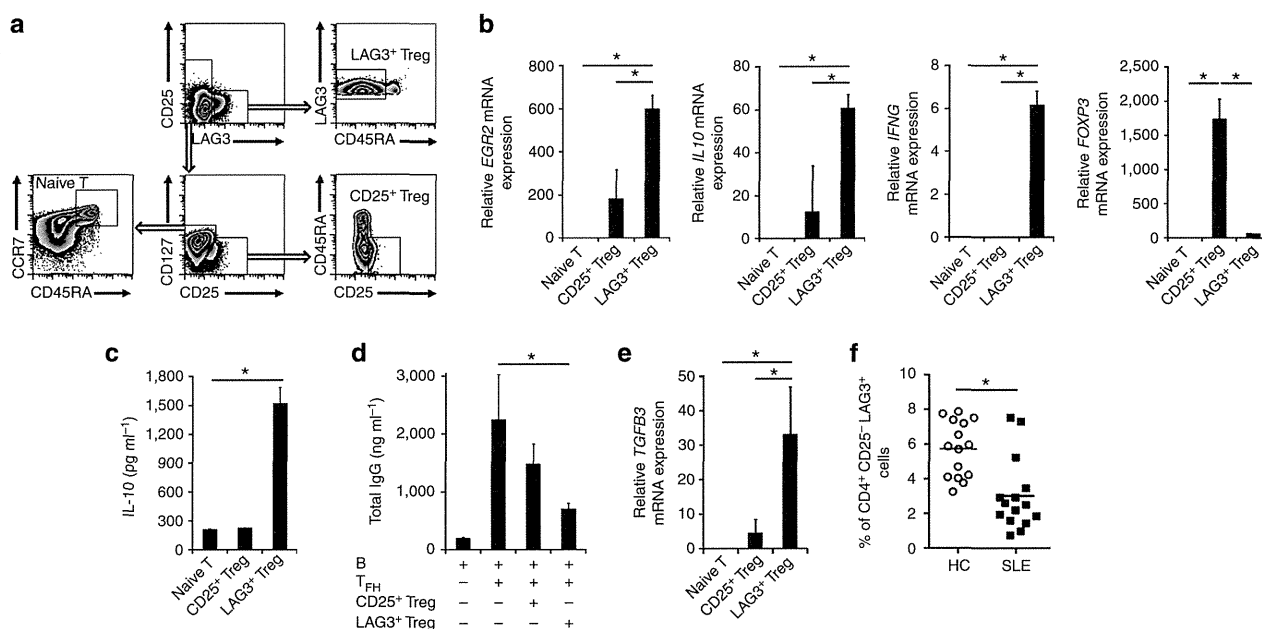 a
CD25
LAG3
LAG3⁺ Treg
LAG3
CD45RA
Naive T
CCR7
CD45RA
CD127
CD25
CD25⁺ Treg
CD45RA
CD25
b
Relative EGR2 mRNA
expression
800
600
400
200
0
* *
Naive T
CD25⁺ Treg
LAG3⁺ Treg
Relative IL10 mRNA
expression
80
60
40
20
0
* *
Naive T
CD25⁺ Treg
LAG3⁺ Treg
Relative IFNG
mRNA expression
8
6
4
2
0
* *
Naive T
CD25⁺ Treg
LAG3⁺ Treg
Relative FOXP3
mRNA expression
2,500
2,000
1,500
1,000
500
0
* *
Naive T
CD25⁺ Treg
LAG3⁺ Treg
c
IL-10 (pg ml⁻¹)
1,800
1,500
1,200
900
600
300
0
*
Naive T
CD25⁺ Treg
LAG3⁺ Treg
d
Total IgG (ng ml⁻¹)
3,000
2,000
1,000
0
*
B + + + +
T_FH – + + +
CD25⁺ Treg – – + –
LAG3⁺ Treg – – – +
e
Relative TGFB3
mRNA expression
50
40
30
20
10
0
* *
Naive T
CD25⁺ Treg
LAG3⁺ Treg
f
% of CD4⁺ CD25⁻ LAG3⁺
cells
10
8
6
4
2
0
*
HC SLE